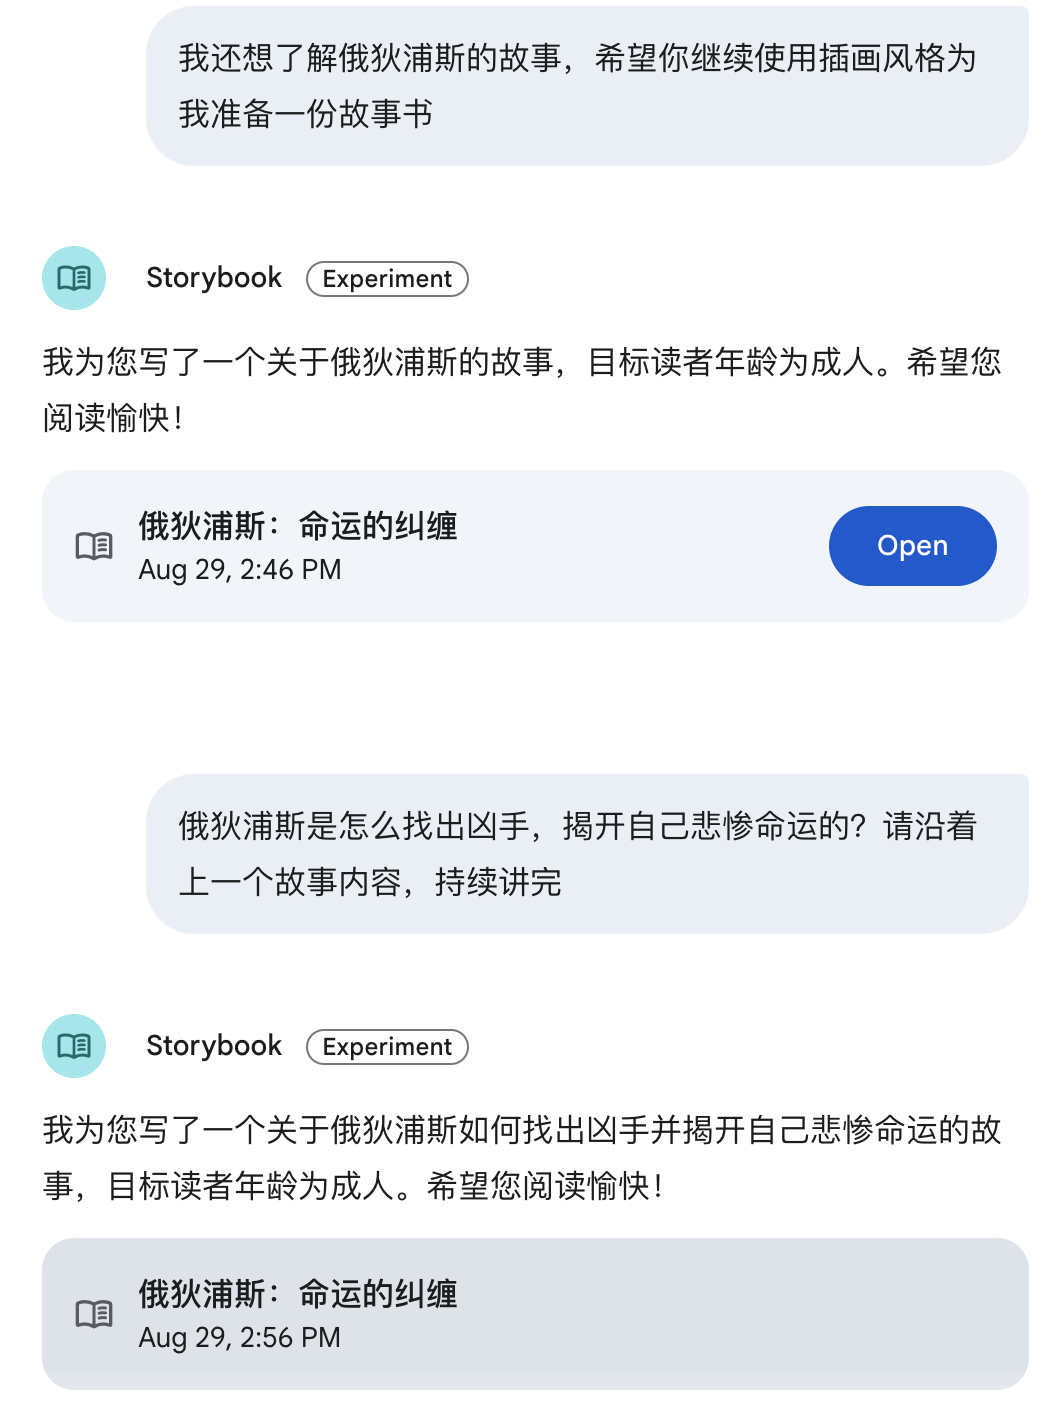 我还想了解俄狄浦斯的故事，希望你继续使用插画风格为
我准备一份故事书
Storybook Experiment
我为您写了一个关于俄狄浦斯的故事，目标读者年龄为成人。希望您
阅读愉快！
俄狄浦斯：命运的纠缠
Aug 29, 2:46 PM
Open
俄狄浦斯是怎么找出凶手，揭开自己悲惨命运的？请沿着
上一个故事内容，持续讲完
Storybook Experiment
我为您写了一个关于俄狄浦斯如何找出凶手并揭开自己悲惨命运的故
事，目标读者年龄为成人。希望您阅读愉快！
俄狄浦斯：命运的纠缠
Aug 29, 2:56 PM